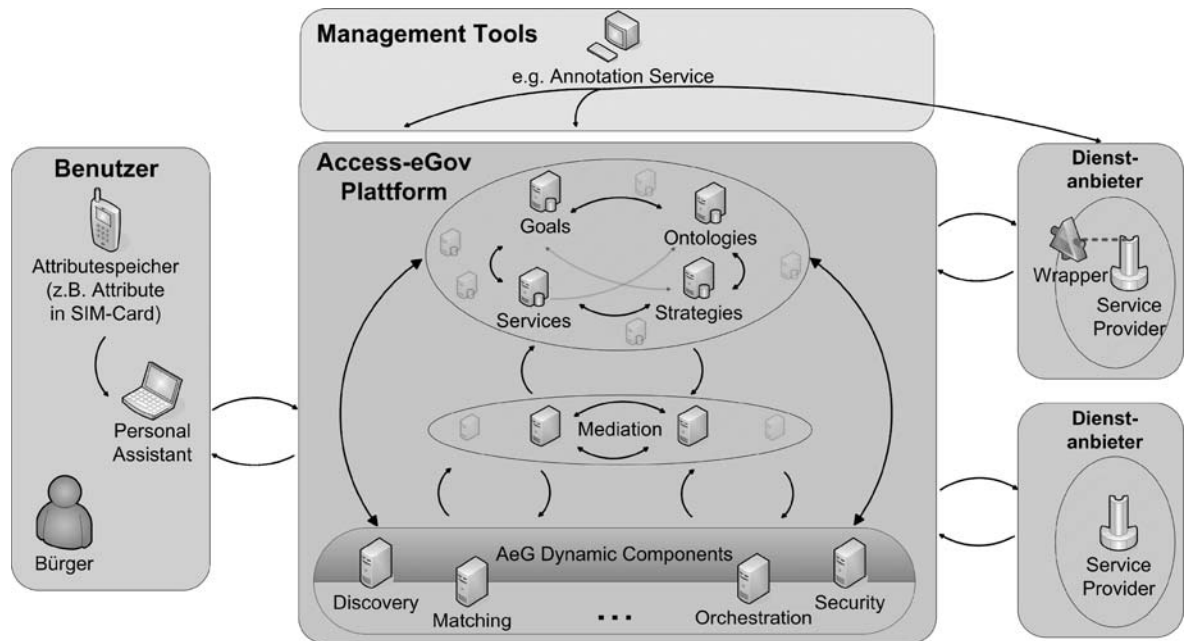 Management Tools
e.g. Annotation Service
Benutzer
Attributespeicher
(z.B. Attribute
in SIM-Card)
Personal
Assistant
Bürger
Access-eGov
Plattform
Goals
Ontologies
Services
Strategies
Mediation
AeG Dynamic Components
Discovery
Matching
...
Orchestration
Security
Dienst-
anbieter
Wrapper
Service
Provider
Dienst-
anbieter
Service
Provider